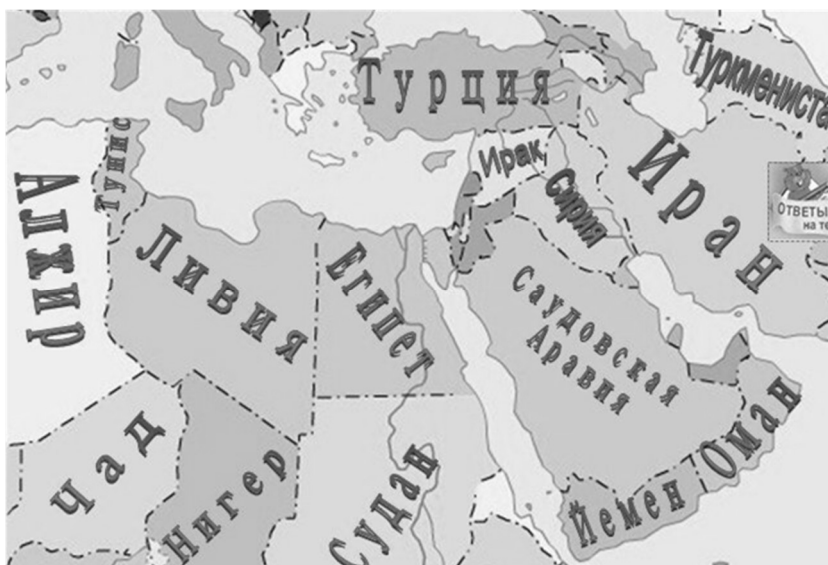 Турция
Туркмениста
Тунис
Ирак
Иран
Сирия
Алжир
ОТВЕТЫ
на те
Ливия
Египет
Саудовская
Аравия
Чад
Нигер
Судан
Йемен
Оман